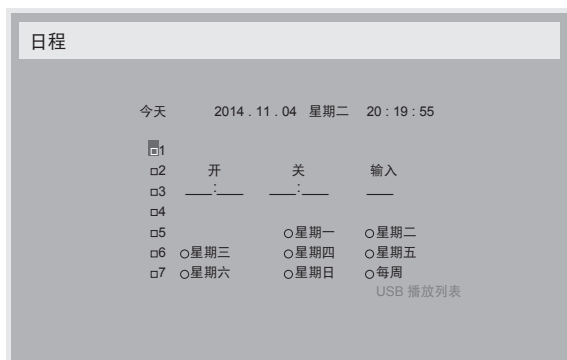 日程
今天 2014 . 11 . 04 星期二 20 : 19 : 55
□1
□2 开 关 输入
□3 ___:___ ___:___ ___
□4
□5 ○星期一 ○星期二
□6 ○星期三 ○星期四 ○星期五
□7 ○星期六 ○星期日 ○每周
USB 播放列表